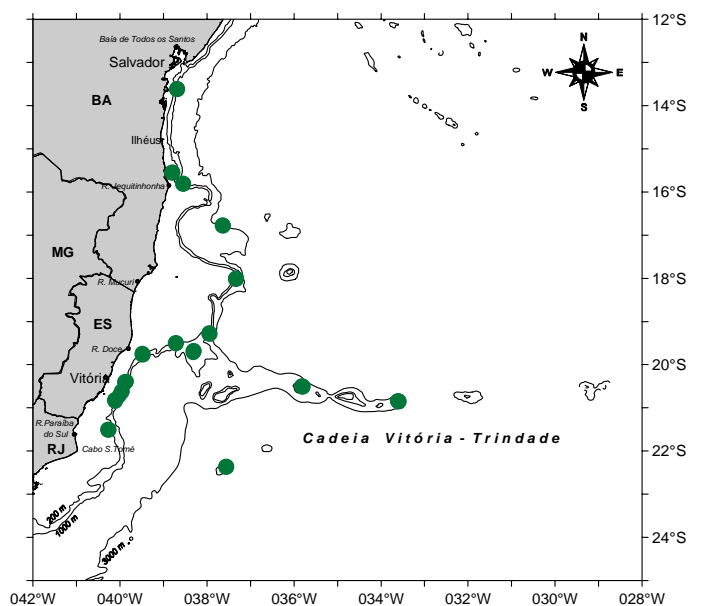 12°S
Baía de Todos os Santos
N
Salvador
W
E
BA
S
14°S
Ilhéus
R. Jequitinhonha
16°S
MG
R. Mucuri
18°S
ES
R. Doce
20°S
Vitória
R.Paraíba
do Sul
Cadeia Vitória - Trindade
RJ
Cabo S.Tomé
22°S
200 m
1000 m
3000 m
24°S
042°W
040°W
038°W
036°W
034°W
032°W
030°W
028°W